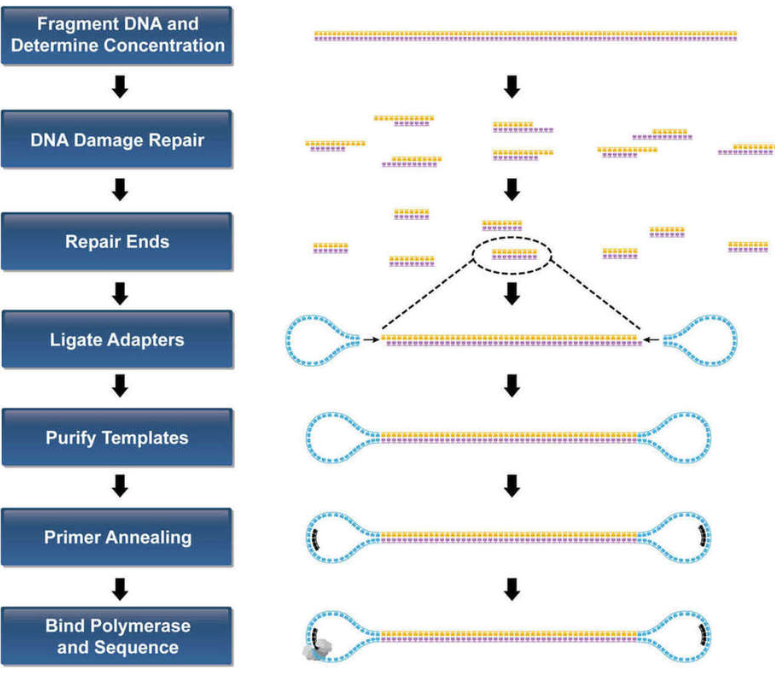 Fragment DNA and
Determine Concentration
DNA Damage Repair
Repair Ends
Ligate Adapters
Purify Templates
Primer Annealing
Bind Polymerase
and Sequence